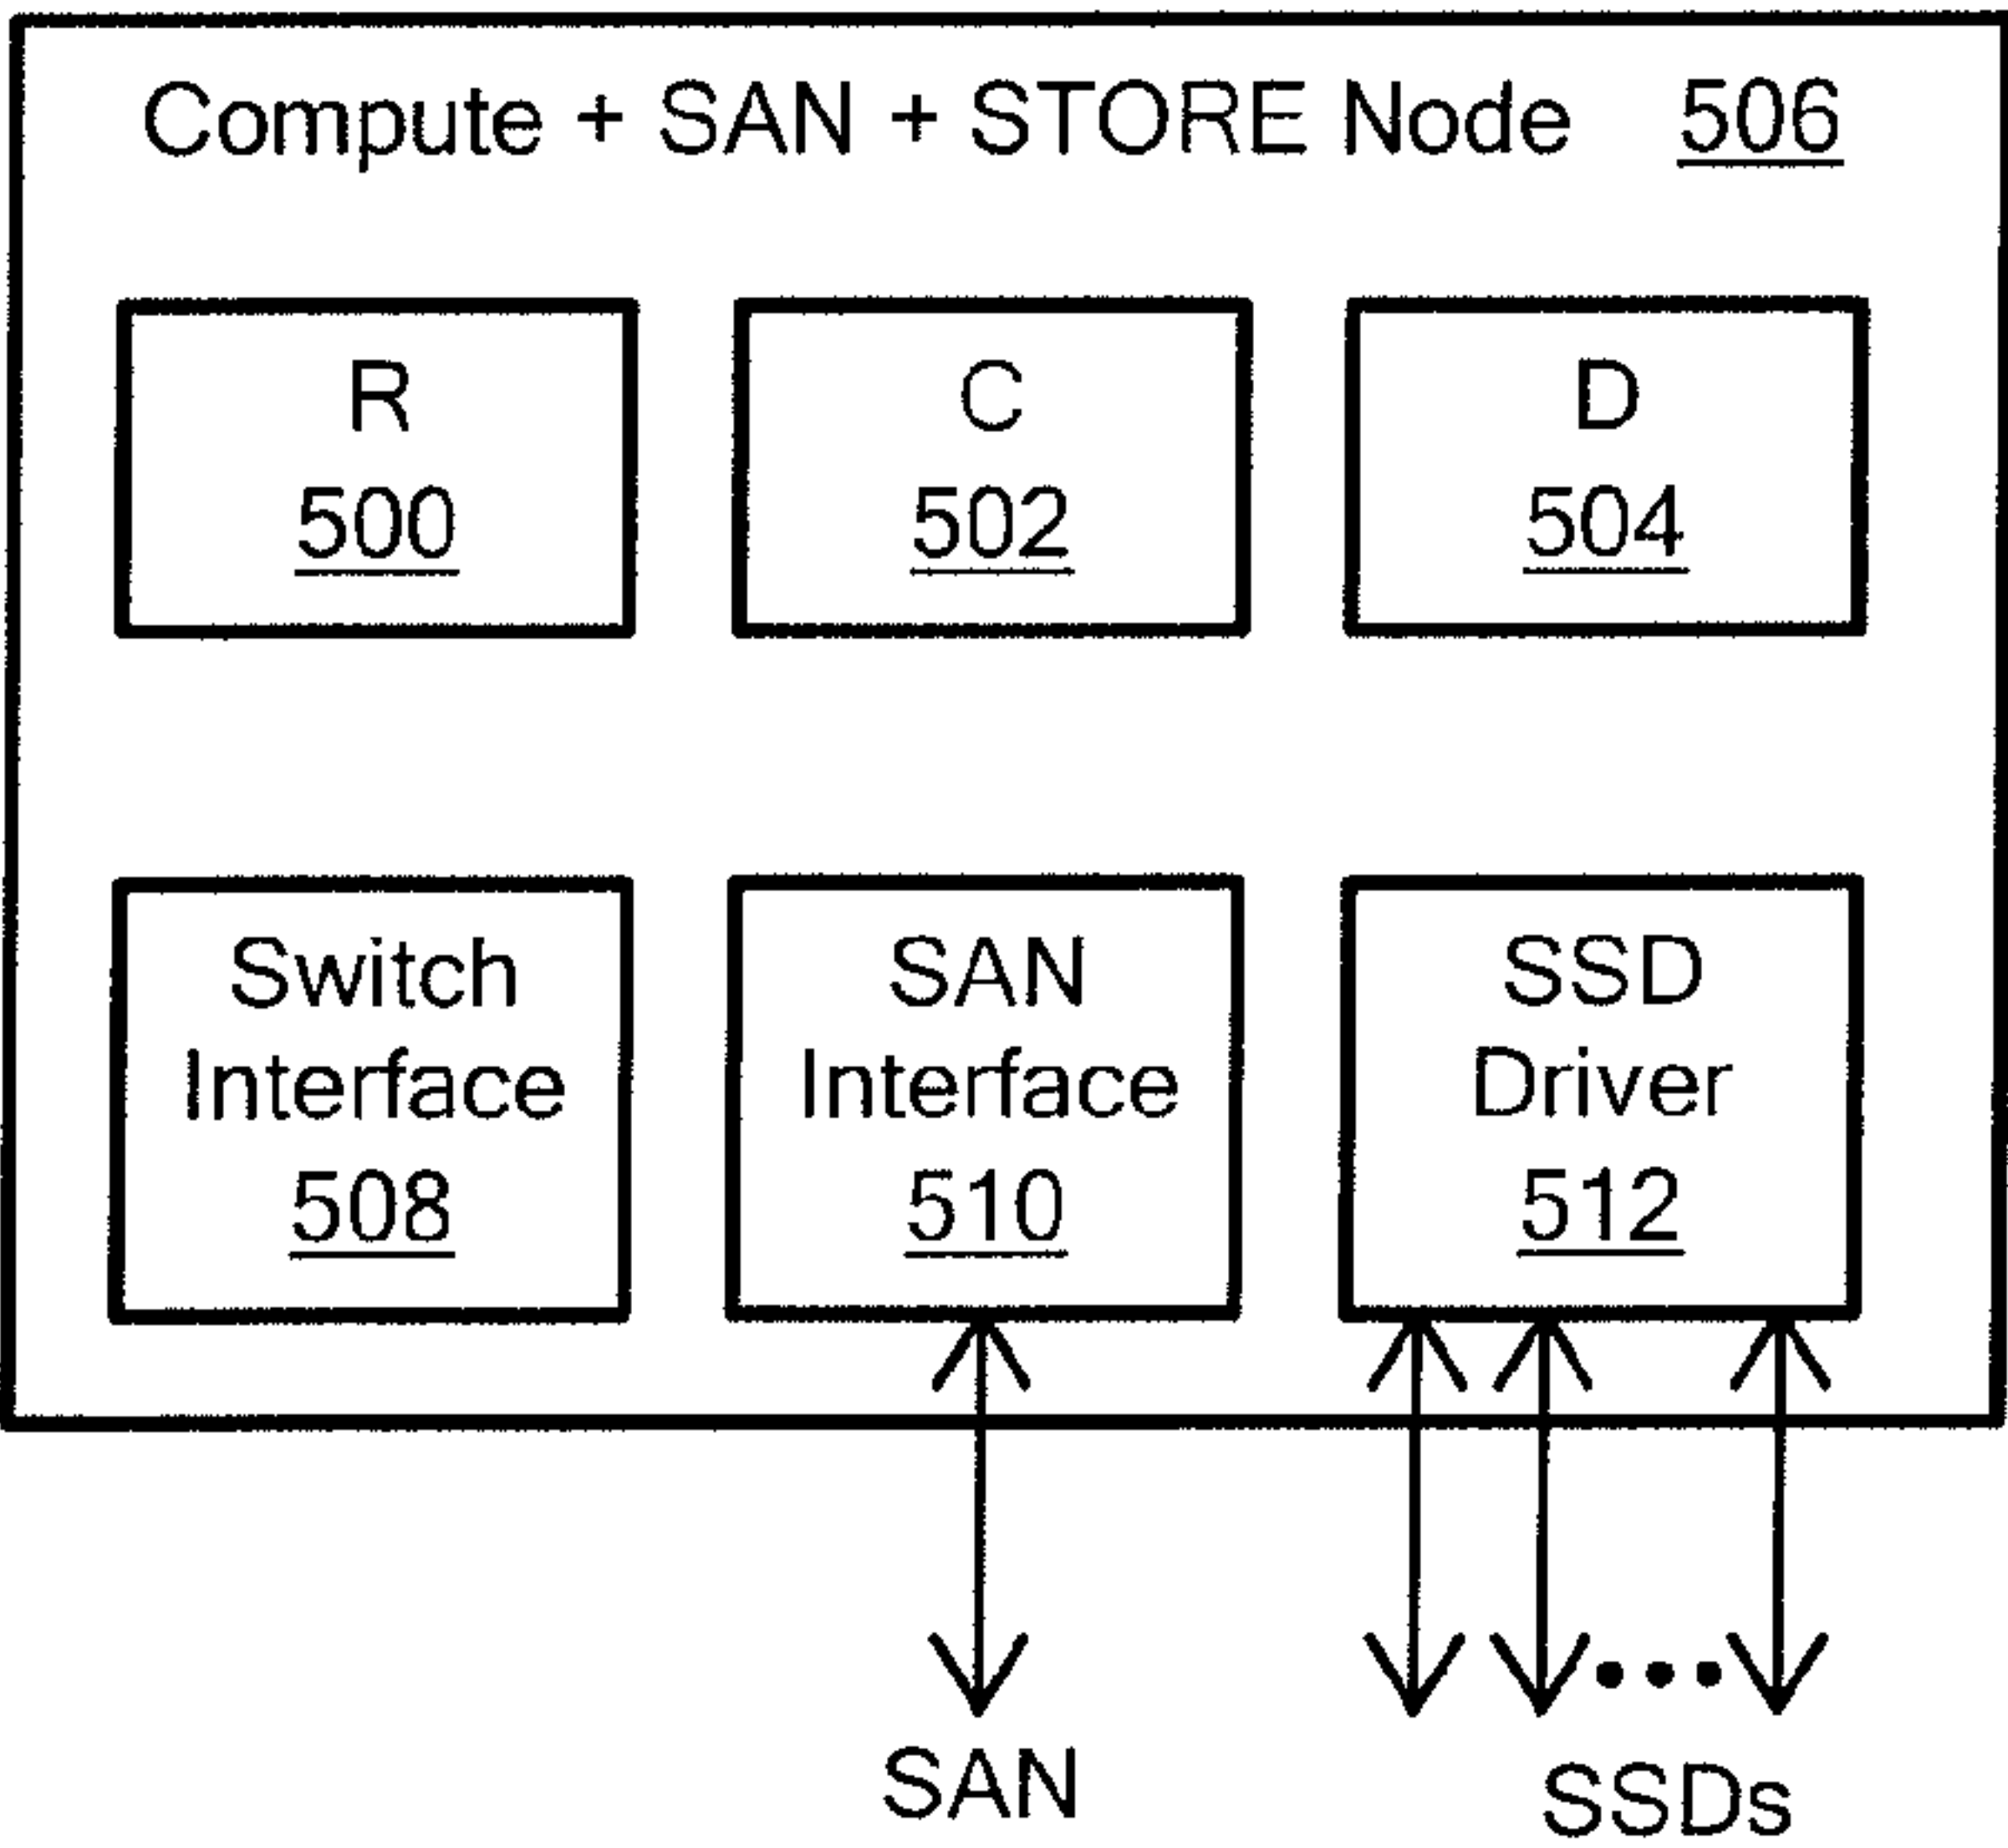 Compute + SAN + STORE Node 506
R
500
C
502
D
504
Switch
Interface
508
SAN
Interface
510
SSD
Driver
512
SAN
SSDs